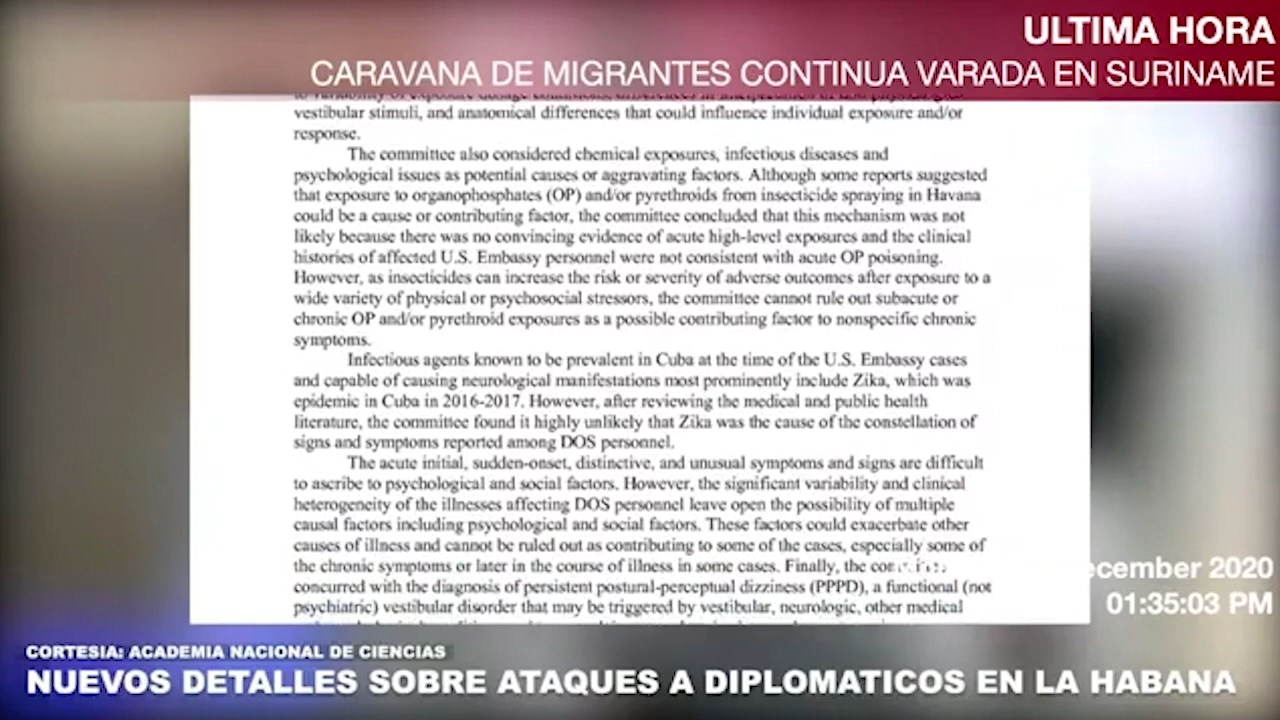 ULTIMA HORA
CARAVANA DE MIGRANTES CONTINUA VARADA EN SURINAME
vestibular stimuli, and anatomical differences that could influence individual exposure and/or
response.
The committee also considered chemical exposures, infectious diseases and
psychological issues as potential causes or aggravating factors. Although some reports suggested
that exposure to organophosphates (OP) and/or pyrethroids from insecticide spraying in Havana
could be a cause or contributing factor, the committee concluded that this mechanism was not
likely because there was no convincing evidence of acute high-level exposures and the clinical
histories of affected U.S. Embassy personnel were not consistent with acute OP poisoning.
However, as insecticides can increase the risk or severity of adverse outcomes after exposure to a
wide variety of physical or psychosocial stressors, the committee cannot rule out subacute or
chronic OP and/or pyrethroid exposures as a possible contributing factor to nonspecific chronic
symptoms.
Infectious agents known to be prevalent in Cuba at the time of the U.S. Embassy cases
and capable of causing neurological manifestations most prominently include Zika, which was
epidemic in Cuba in 2016-2017. However, after reviewing the medical and public health
literature, the committee found it highly unlikely that Zika was the cause of the constellation of
signs and symptoms reported among DOS personnel.
The acute initial, sudden-onset, distinctive, and unusual symptoms and signs are difficult
to ascribe to psychological and social factors. However, the significant variability and clinical
heterogeneity of the illnesses affecting DOS personnel leave open the possibility of multiple
causal factors including psychological and social factors. These factors could exacerbate other
causes of illness and cannot be ruled out as contributing to some of the cases, especially some of
the chronic symptoms or later in the course of illness in some cases. Finally, the
concurred with the diagnosis of persistent postural-perceptual dizziness (PPPD), a functional (not
psychiatric) vestibular disorder that may be triggered by vestibular, neurologic, other medical
ecember 2020
01:35:03 PM
CORTESIA: ACADEMIA NACIONAL DE CIENCIAS
NUEVOS DETALLES SOBRE ATAQUES A DIPLOMATICOS EN LA HABANA